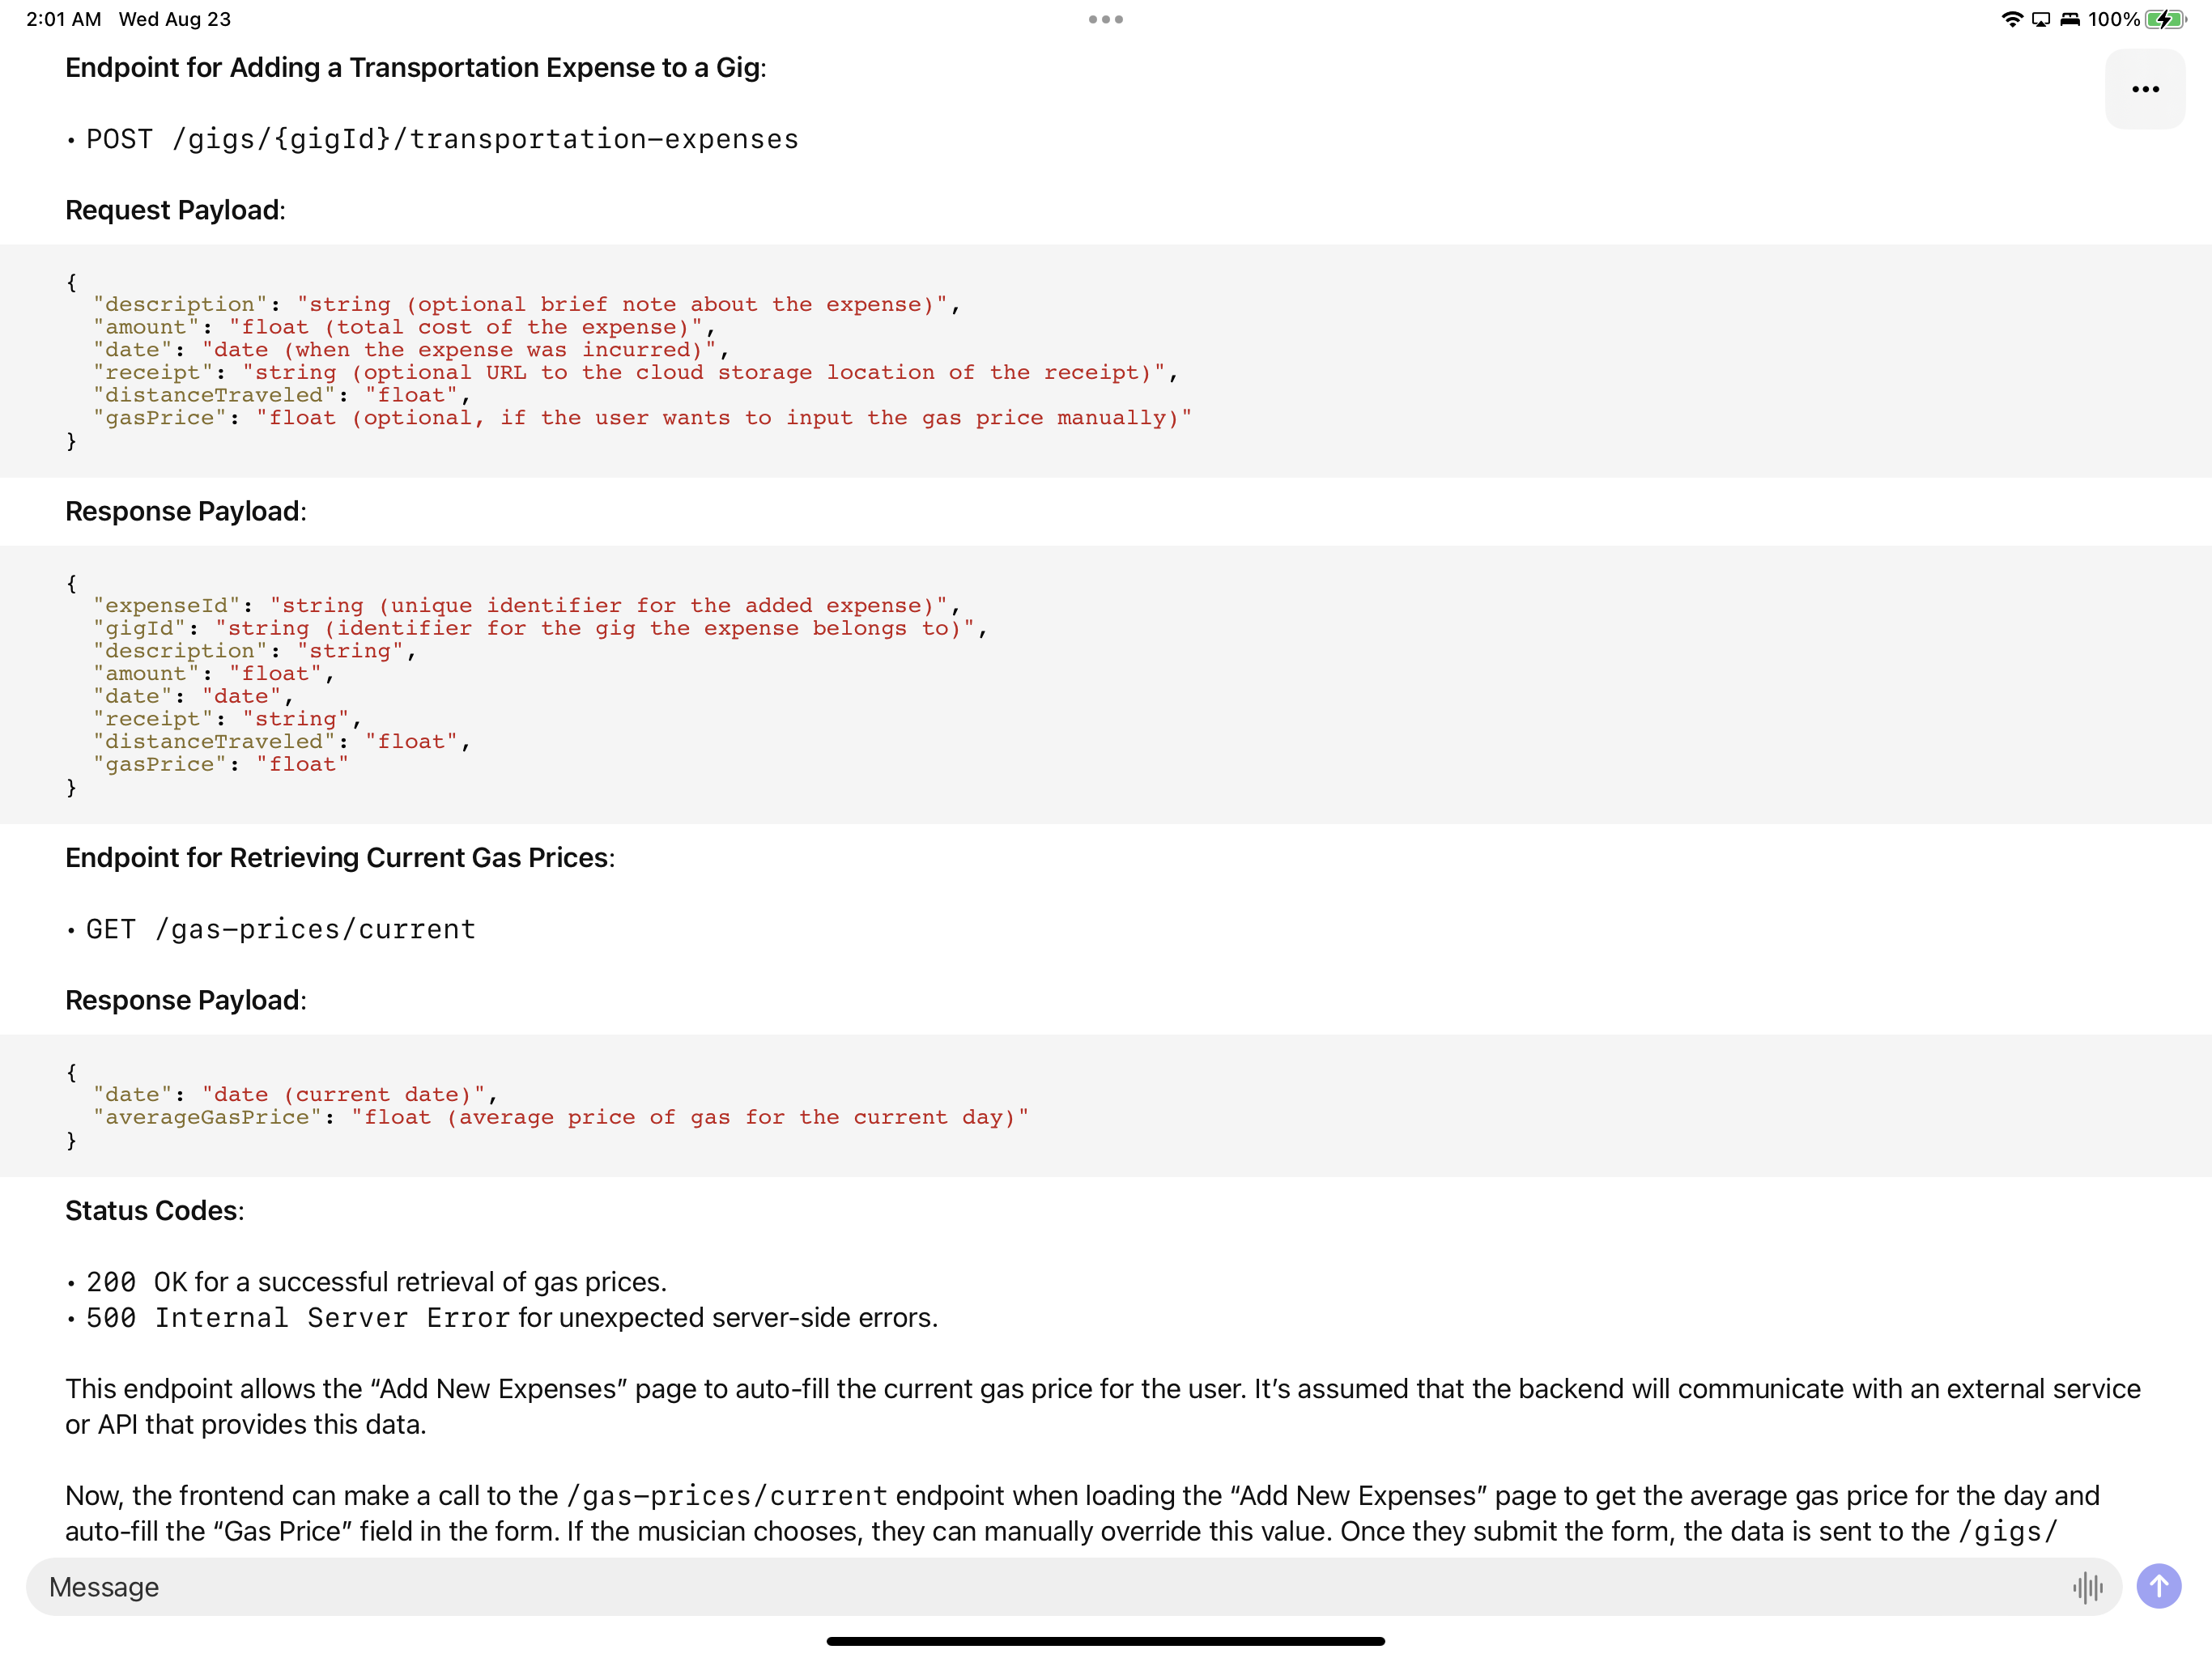 2:01 AM Wed Aug 23
100%
Endpoint for Adding a Transportation Expense to a Gig:
• POST /gigs/{gigId}/transportation-expenses
Request Payload:
{
  "description": "string (optional brief note about the expense)",
  "amount": "float (total cost of the expense)",
  "date": "date (when the expense was incurred)",
  "receipt": "string (optional URL to the cloud storage location of the receipt)",
  "distanceTraveled": "float",
  "gasPrice": "float (optional, if the user wants to input the gas price manually)"
}
Response Payload:
{
  "expenseId": "string (unique identifier for the added expense)",
  "gigId": "string (identifier for the gig the expense belongs to)",
  "description": "string",
  "amount": "float",
  "date": "date",
  "receipt": "string",
  "distanceTraveled": "float",
  "gasPrice": "float"
}
Endpoint for Retrieving Current Gas Prices:
• GET /gas-prices/current
Response Payload:
{
  "date": "date (current date)",
  "averageGasPrice": "float (average price of gas for the current day)"
}
Status Codes:
• 200 OK for a successful retrieval of gas prices.
• 500 Internal Server Error for unexpected server-side errors.
This endpoint allows the “Add New Expenses” page to auto-fill the current gas price for the user. It’s assumed that the backend will communicate with an external service
or API that provides this data.
Now, the frontend can make a call to the /gas-prices/current endpoint when loading the “Add New Expenses” page to get the average gas price for the day and
auto-fill the “Gas Price” field in the form. If the musician chooses, they can manually override this value. Once they submit the form, the data is sent to the /gigs/
Message